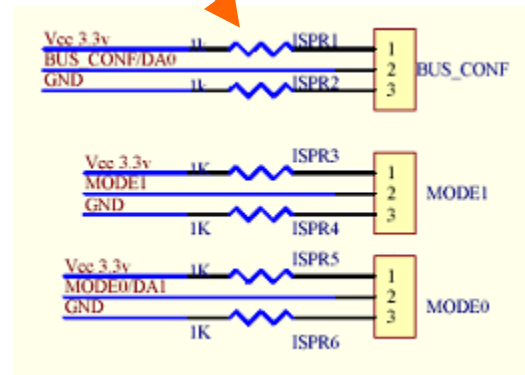 Vcc 3.3v 1k ISPR1 1
BUS_CONF/DA0 2 BUS_CONF
GND 1k ISPR2 3
Vcc 3.3v 1K ISPR3 1
MODE1 2 MODE1
GND 3
1K ISPR4
Vcc 3.3v 1K ISPR5 1
MODE0/DA1 2 MODE0
GND 3
1K ISPR6